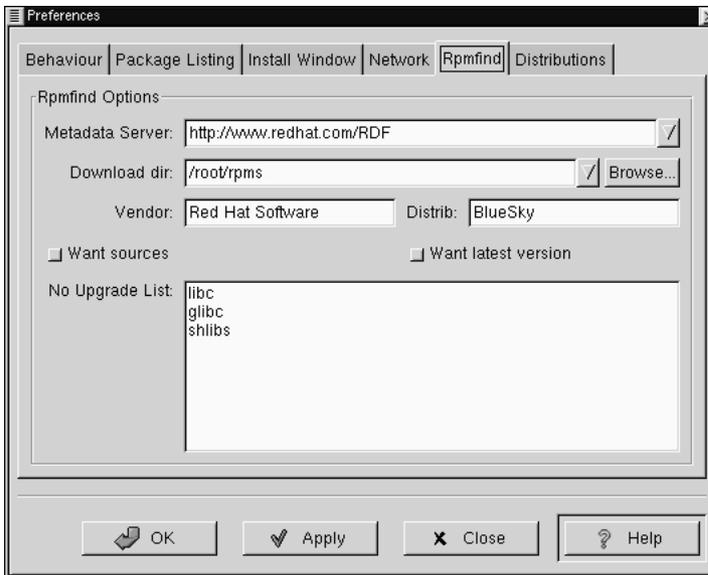 Preferences
Behaviour Package Listing Install Window Network Rpmfind Distributions
Rpmfind Options
Metadata Server: http://www.redhat.com/RDF
Download dir: /root/rpms Browse...
Vendor: Red Hat Software Distrib: BlueSky
Want sources Want latest version
No Upgrade List: libc
glibc
shlibs
OK Apply Close Help